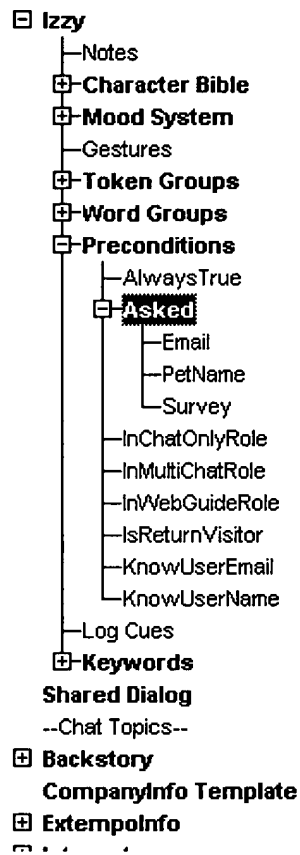 Izzy
Notes
Character Bible
Mood System
Gestures
Token Groups
Word Groups
Preconditions
AlwaysTrue
Asked
Email
PetName
Survey
InChatOnlyRole
InMultiChatRole
InWebGuideRole
IsReturnVisitor
KnowUserEmail
KnowUserName
Log Cues
Keywords
Shared Dialog
--Chat Topics--
Backstory
CompanyInfo Template
ExtempoInfo